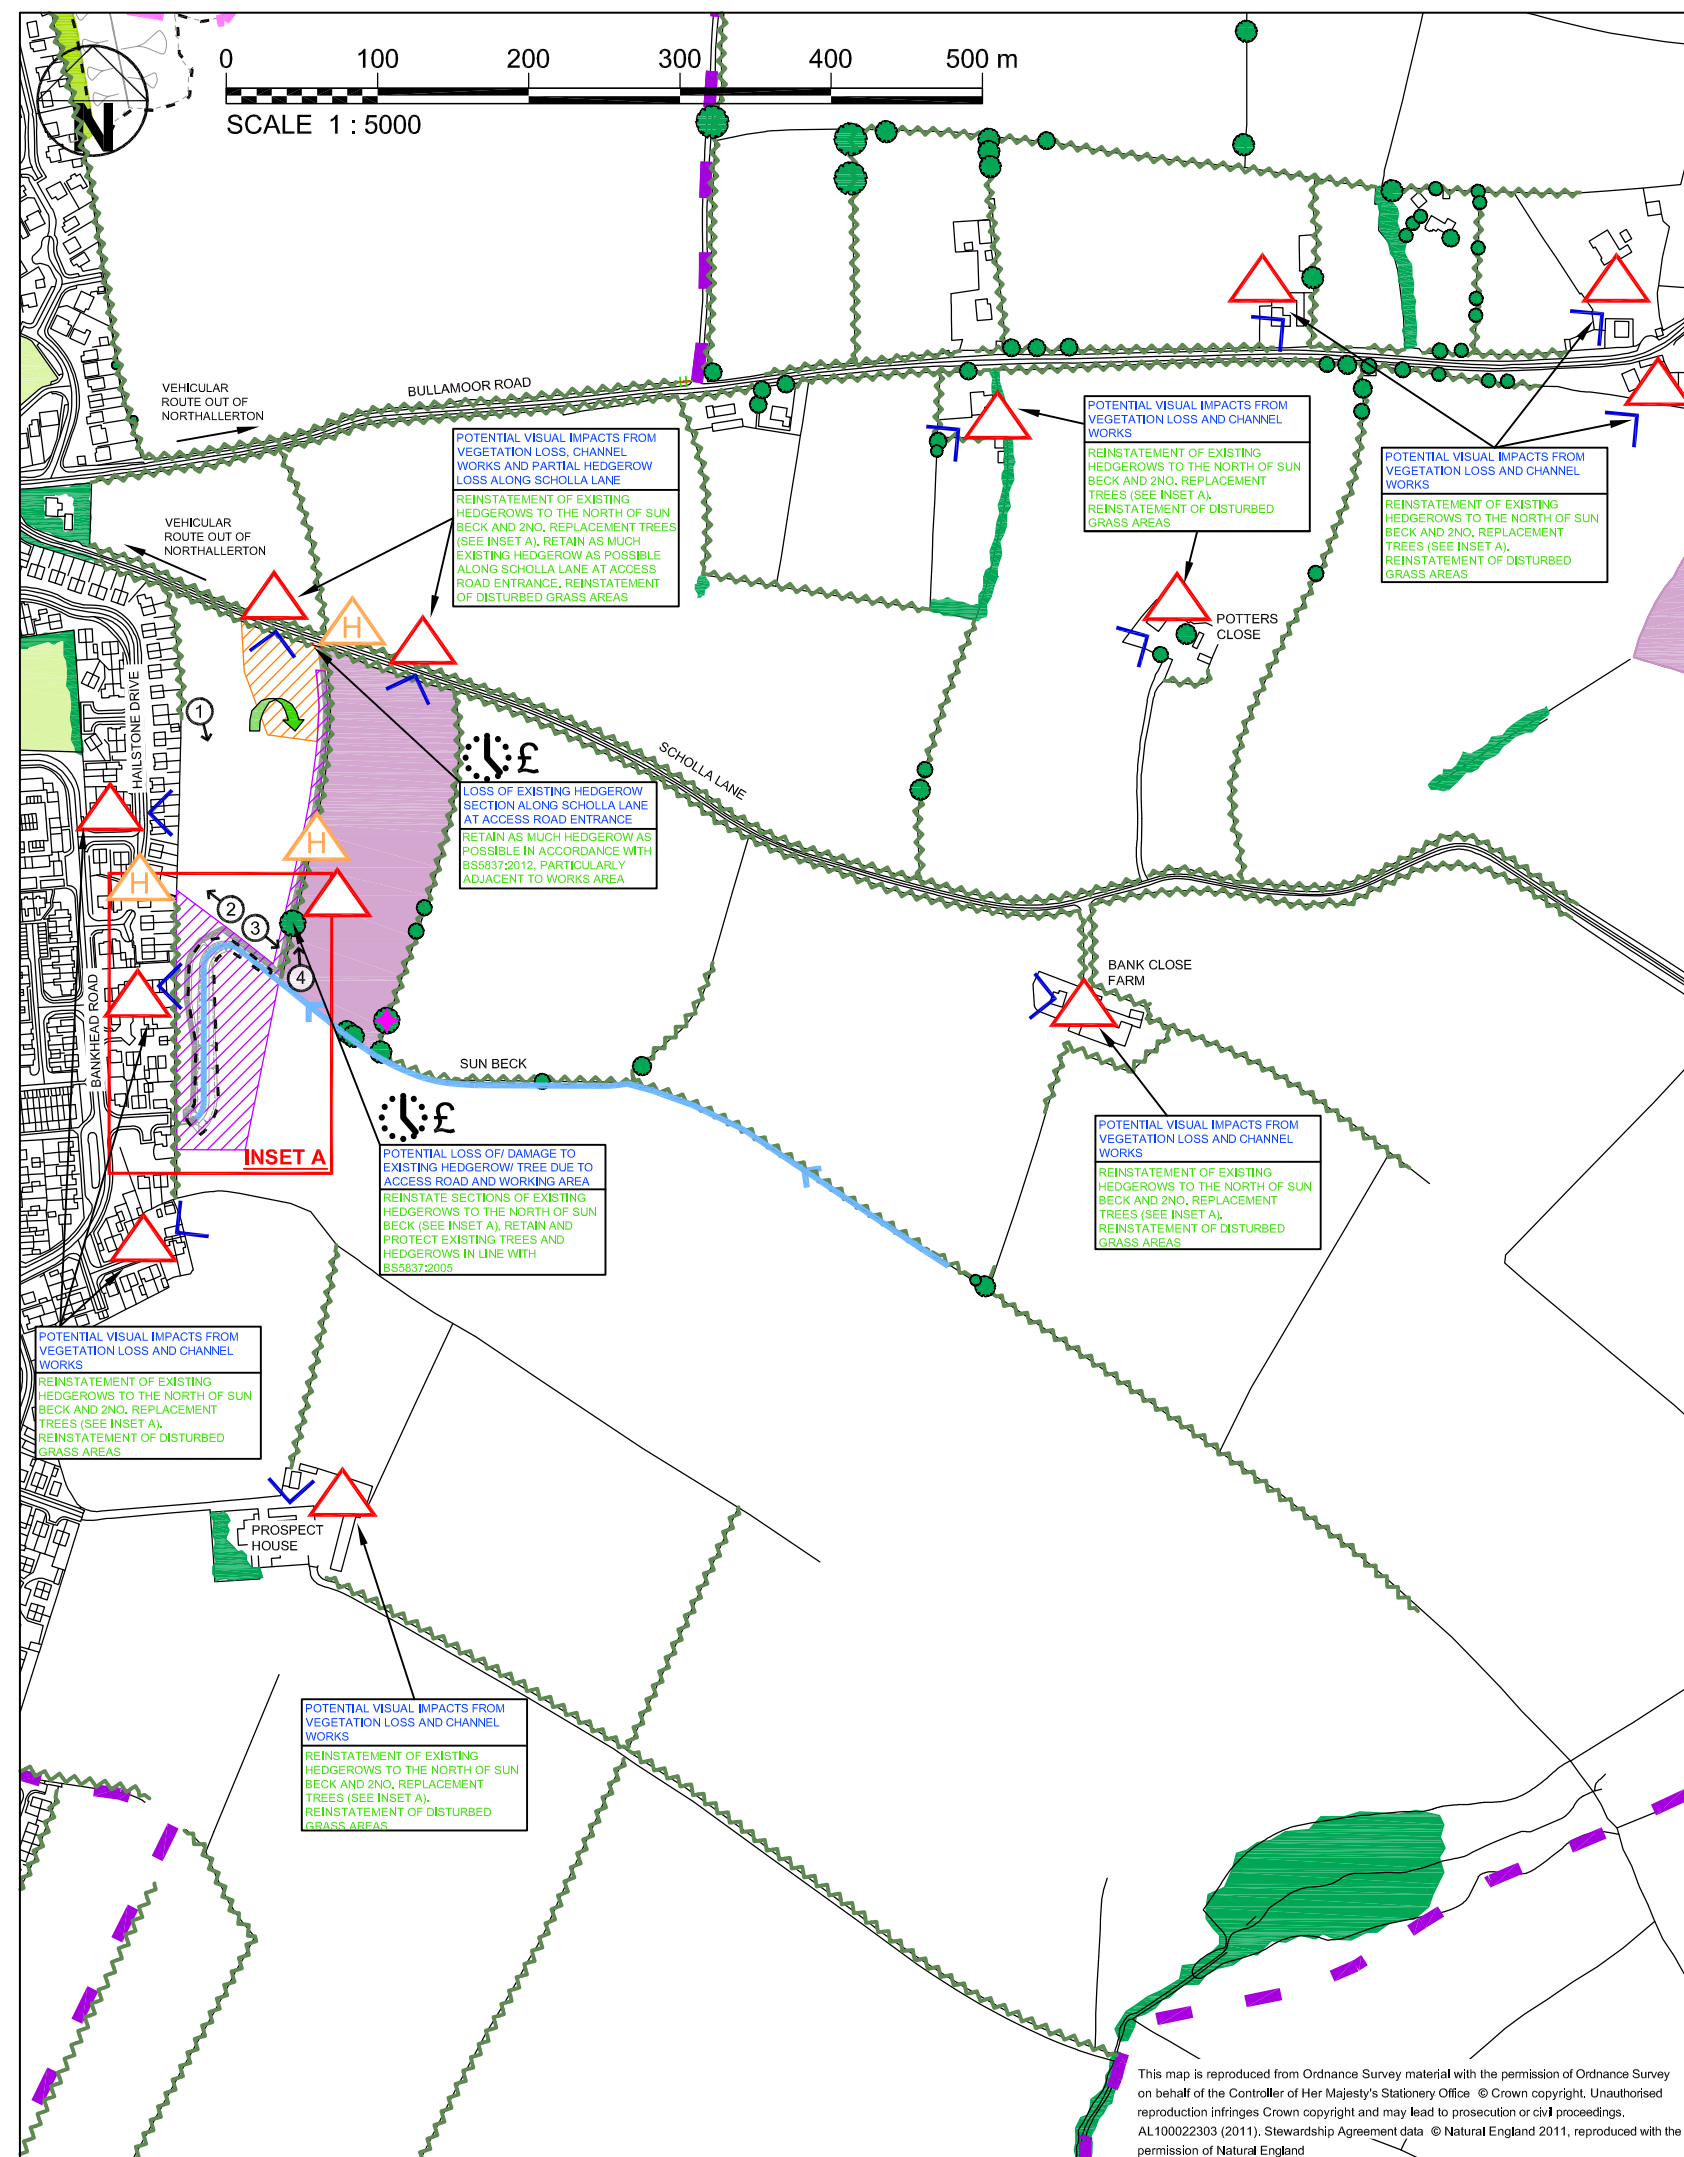 0 100 200 300 400 500 m
SCALE 1 : 5000
N
BULLAMOOR ROAD
VEHICULAR
ROUTE OUT OF
NORTHALLERTON
POTENTIAL VISUAL IMPACTS FROM
VEGETATION LOSS, CHANNEL
WORKS AND PARTIAL HEDGEROW
LOSS ALONG SCHOLLA LANE
REINSTATEMENT OF EXISTING
HEDGEROWS TO THE NORTH OF SUN
BECK AND 2NO. REPLACEMENT TREES
(SEE INSET A). RETAIN AS MUCH
EXISTING HEDGEROW AS POSSIBLE
ALONG SCHOLLA LANE AT ACCESS
ROAD ENTRANCE. REINSTATEMENT
OF DISTURBED GRASS AREAS
POTENTIAL VISUAL IMPACTS FROM
VEGETATION LOSS AND CHANNEL
WORKS
REINSTATEMENT OF EXISTING
HEDGEROWS TO THE NORTH OF SUN
BECK AND 2NO. REPLACEMENT
TREES (SEE INSET A).
REINSTATEMENT OF DISTURBED
GRASS AREAS
POTENTIAL VISUAL IMPACTS FROM
VEGETATION LOSS AND CHANNEL
WORKS
REINSTATEMENT OF EXISTING
HEDGEROWS TO THE NORTH OF SUN
BECK AND 2NO. REPLACEMENT
TREES (SEE INSET A).
REINSTATEMENT OF DISTURBED
GRASS AREAS
VEHICULAR
ROUTE OUT OF
NORTHALLERTON
H
POTTERS
CLOSE
HAILSTONE DRIVE
1
SCHOLLA LANE
£
LOSS OF EXISTING HEDGEROW
SECTION ALONG SCHOLLA LANE
AT ACCESS ROAD ENTRANCE
RETAIN AS MUCH HEDGEROW AS
POSSIBLE IN ACCORDANCE WITH
BS5837:2012, PARTICULARLY
ADJACENT TO WORKS AREA
H
H
2
3
4
BANKHEAD ROAD
BANK CLOSE
FARM
SUN BECK
£
INSET A
POTENTIAL LOSS OF/ DAMAGE TO
EXISTING HEDGEROW/ TREE DUE TO
ACCESS ROAD AND WORKING AREA
REINSTATE SECTIONS OF EXISTING
HEDGEROWS TO THE NORTH OF SUN
BECK (SEE INSET A), RETAIN AND
PROTECT EXISTING TREES AND
HEDGEROWS IN LINE WITH
BS5837:2005
POTENTIAL VISUAL IMPACTS FROM
VEGETATION LOSS AND CHANNEL
WORKS
REINSTATEMENT OF EXISTING
HEDGEROWS TO THE NORTH OF SUN
BECK AND 2NO. REPLACEMENT
TREES (SEE INSET A).
REINSTATEMENT OF DISTURBED
GRASS AREAS
POTENTIAL VISUAL IMPACTS FROM
VEGETATION LOSS AND CHANNEL
WORKS
REINSTATEMENT OF EXISTING
HEDGEROWS TO THE NORTH OF SUN
BECK AND 2NO. REPLACEMENT
TREES (SEE INSET A).
REINSTATEMENT OF DISTURBED
GRASS AREAS
PROSPECT
HOUSE
POTENTIAL VISUAL IMPACTS FROM
VEGETATION LOSS AND CHANNEL
WORKS
REINSTATEMENT OF EXISTING
HEDGEROWS TO THE NORTH OF SUN
BECK AND 2NO. REPLACEMENT
TREES (SEE INSET A).
REINSTATEMENT OF DISTURBED
GRASS AREAS
This map is reproduced from Ordnance Survey material with the permission of Ordnance Survey
on behalf of the Controller of Her Majesty's Stationery Office © Crown copyright. Unauthorised
reproduction infringes Crown copyright and may lead to prosecution or civil proceedings.
AL100022303 (2011). Stewardship Agreement data © Natural England 2011, reproduced with the
permission of Natural England